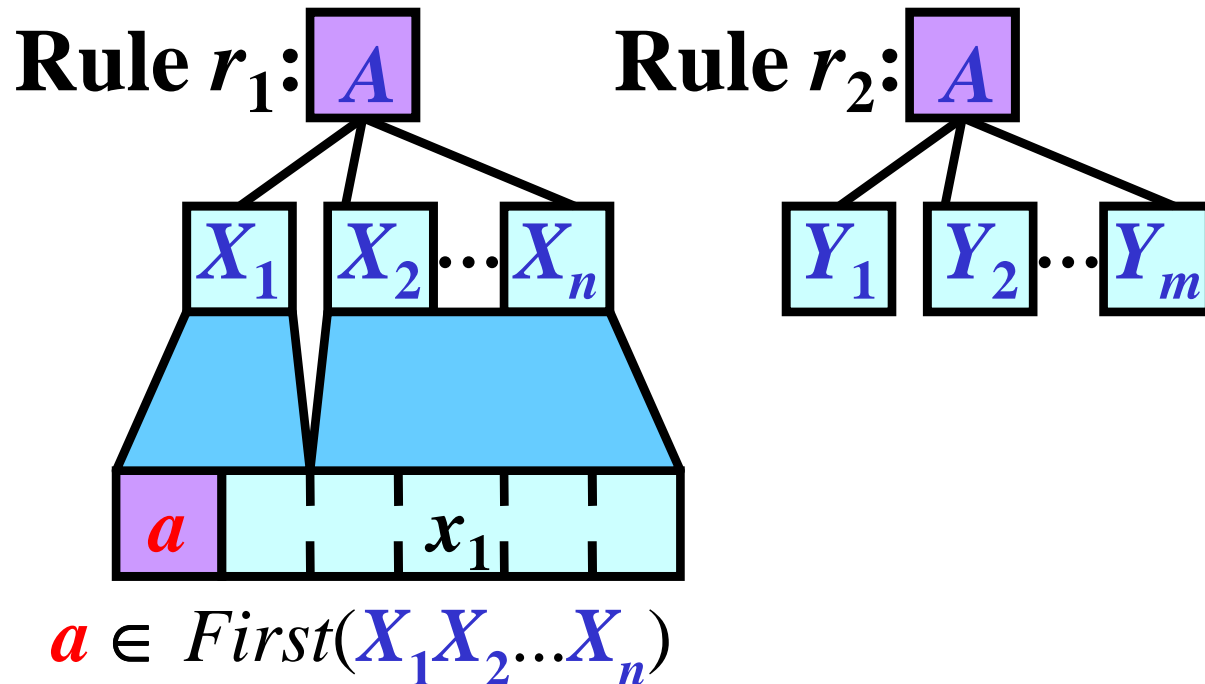 Rule r₁: A Rule r₂: A
X₁ X₂ ... Xₙ Y₁ Y₂ ... Yₘ
a x₁
a ∈ First(X₁X₂...Xₙ)